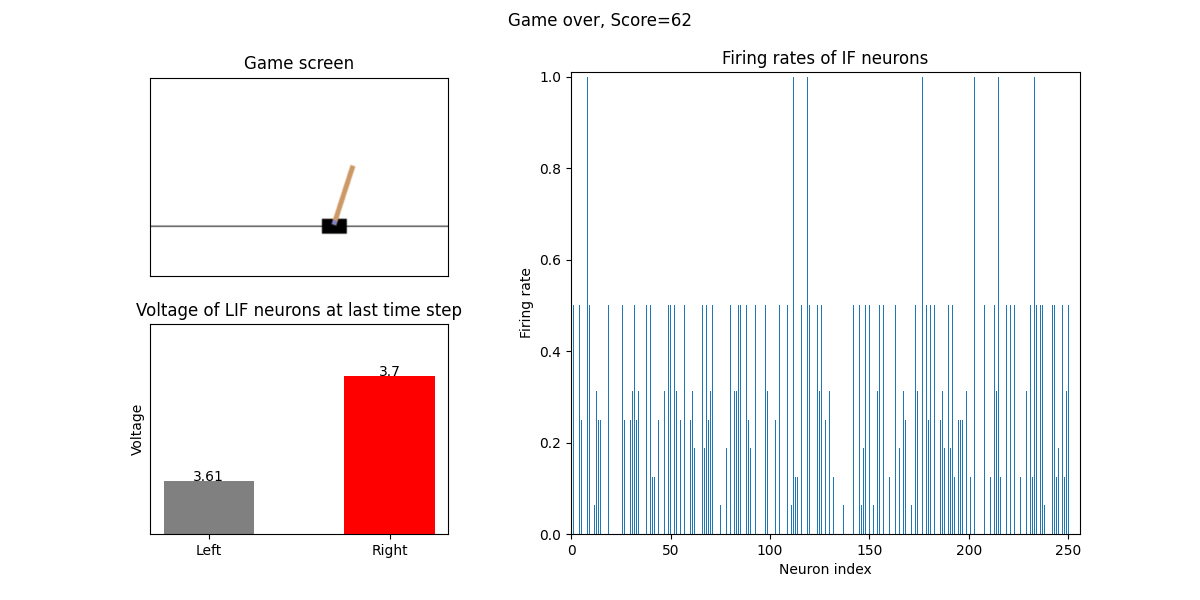 Game over, Score=62
Game screen
Voltage of LIF neurons at last time step
Voltage
3.61
3.7
Left
Right
Firing rates of IF neurons
Firing rate
1.0
0.8
0.6
0.4
0.2
0.0
0
50
100
150
200
250
Neuron index